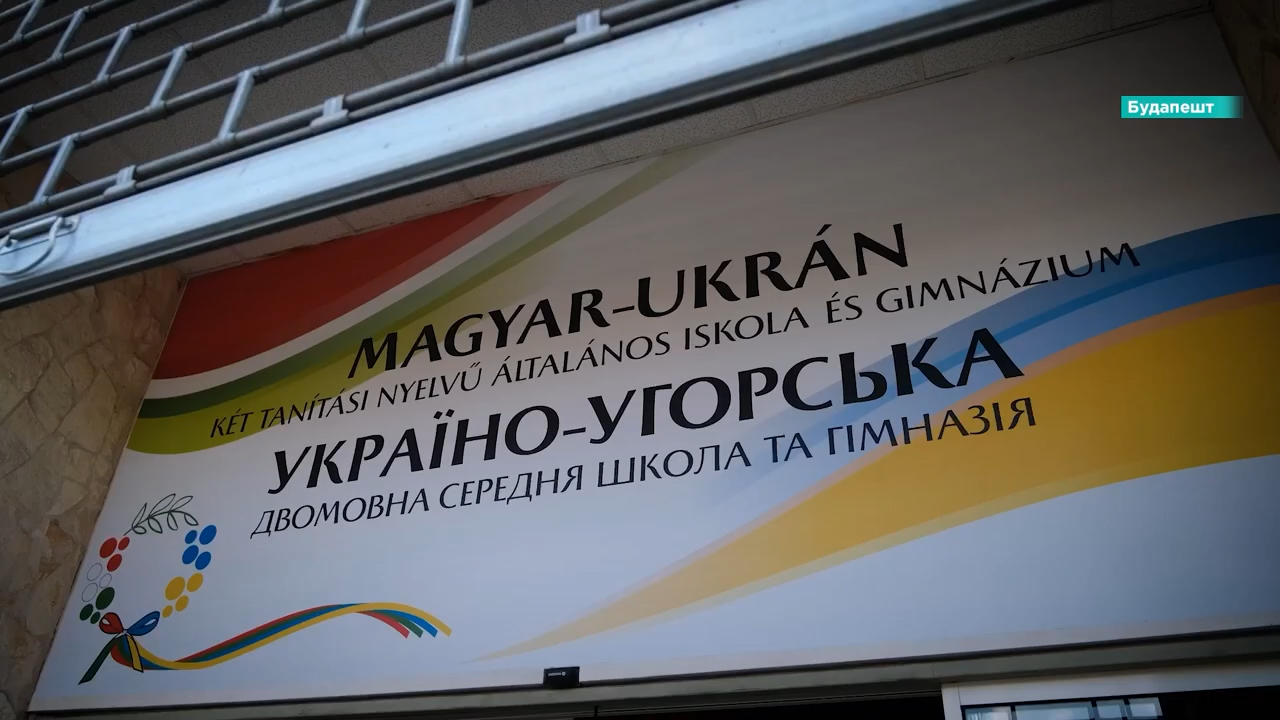 Будапешт
MAGYAR-UKRÁN
KÉT TANÍTÁSI NYELVŰ ÁLTALÁNOS ISKOLA ÉS GIMNÁZIUM
УКРАЇНО-УГОРСЬКА
ДВОМОВНА СЕРЕДНЯ ШКОЛА ТА ГІМНАЗІЯ